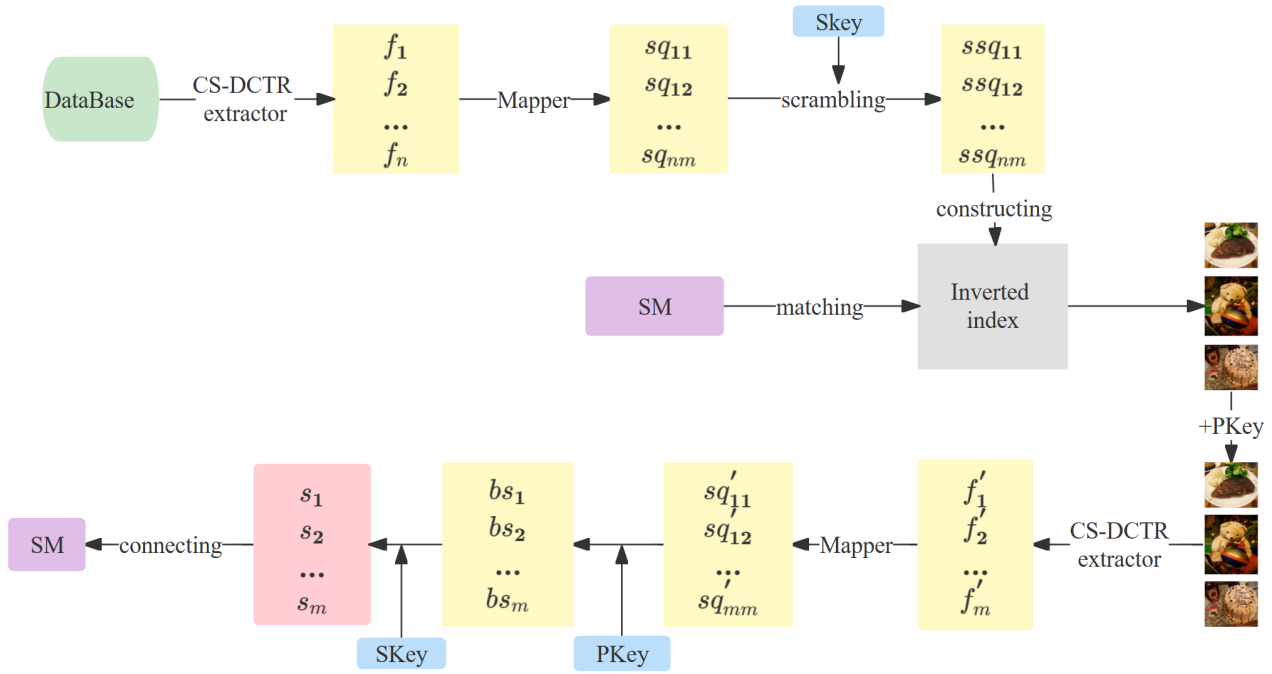 Skey
DataBase
CS-DCTR
extractor
f₁
f₂
...
fₙ
Mapper
sq₁₁
sq₁₂
...
sqₙₘ
scrambling
ssq₁₁
ssq₁₂
...
ssqₙₘ
constructing
SM
matching
Inverted
index
+PKey
SM
connecting
s₁
s₂
...
sₘ
SKey
bs₁
bs₂
...
bsₘ
PKey
sq′₁₁
sq′₁₂
...
sq′ₘₘ
Mapper
f′₁
f′₂
...
f′ₘ
CS-DCTR
extractor